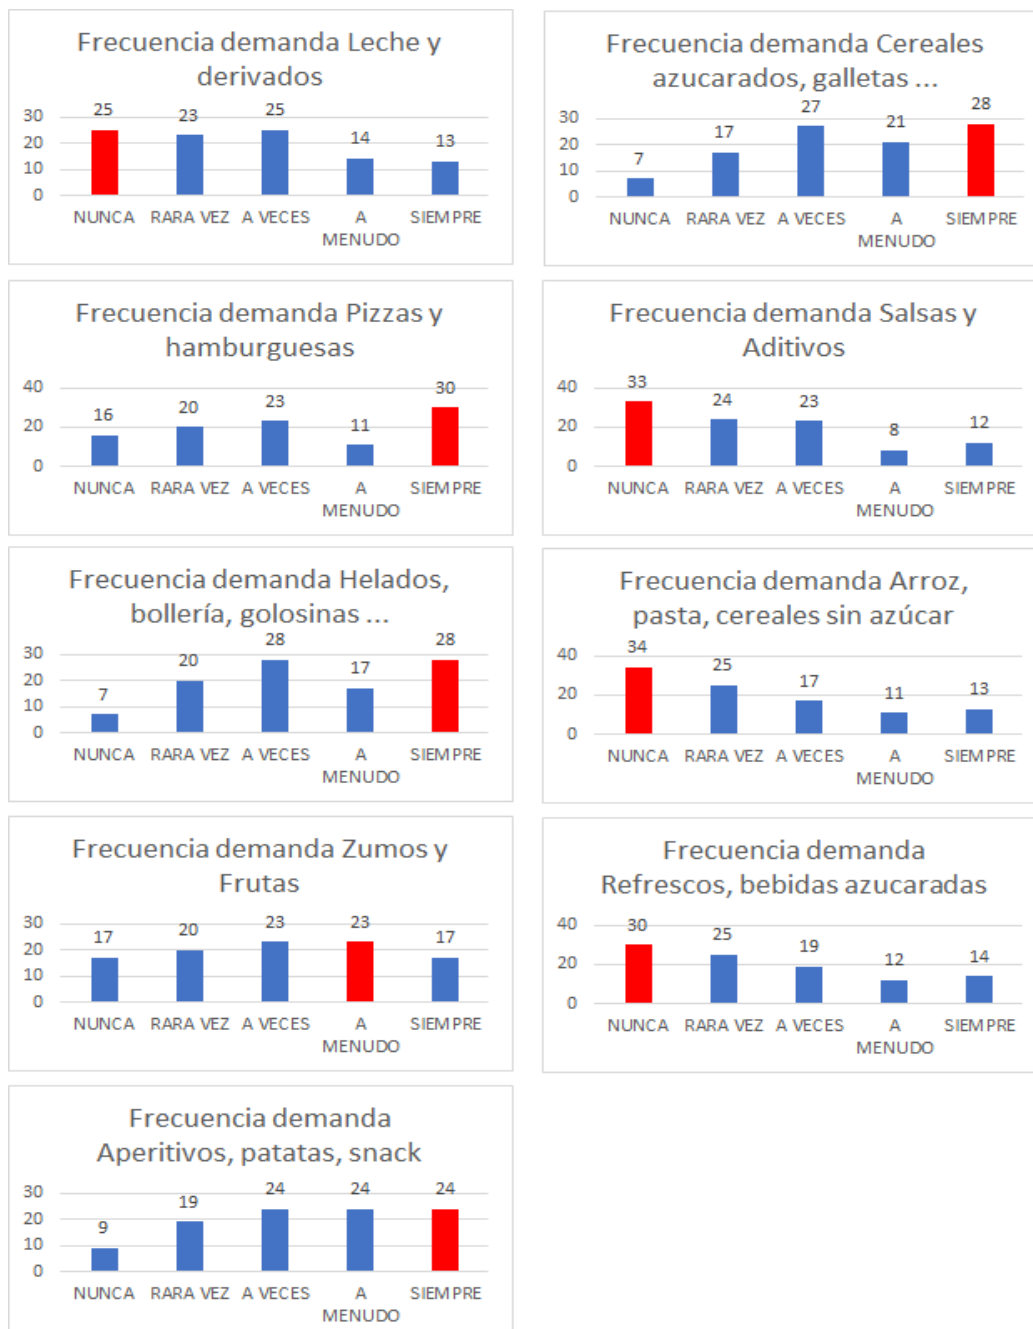 Frecuencia demanda Leche y
derivados
30
20
10
0
25
23
25
14
13
NUNCA RARA VEZ A VECES A MENUDO SIEMPRE
Frecuencia demanda Cereales
azucarados, galletas ...
30
20
10
0
7
17
27
21
28
NUNCA RARA VEZ A VECES A MENUDO SIEMPRE
Frecuencia demanda Pizzas y
hamburguesas
40
20
0
16
20
23
11
30
NUNCA RARA VEZ A VECES A MENUDO SIEMPRE
Frecuencia demanda Salsas y
Aditivos
40
20
0
33
24
23
8
12
NUNCA RARA VEZ A VECES A MENUDO SIEMPRE
Frecuencia demanda Helados,
bollería, golosinas ...
30
20
10
0
7
20
28
17
28
NUNCA RARA VEZ A VECES A MENUDO SIEMPRE
Frecuencia demanda Arroz,
pasta, cereales sin azúcar
40
20
0
34
25
17
11
13
NUNCA RARA VEZ A VECES A MENUDO SIEMPRE
Frecuencia demanda Zumos y
Frutas
30
20
10
0
17
20
23
23
17
NUNCA RARA VEZ A VECES A MENUDO SIEMPRE
Frecuencia demanda
Refrescos, bebidas azucaradas
40
20
0
30
25
19
12
14
NUNCA RARA VEZ A VECES A MENUDO SIEMPRE
Frecuencia demanda
Aperitivos, patatas, snack
30
20
10
0
9
19
24
24
24
NUNCA RARA VEZ A VECES A MENUDO SIEMPRE